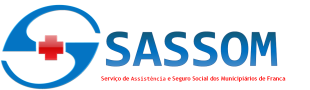 SASSOM
Serviço de Assistência e Seguro Social dos Municipiários de Franca